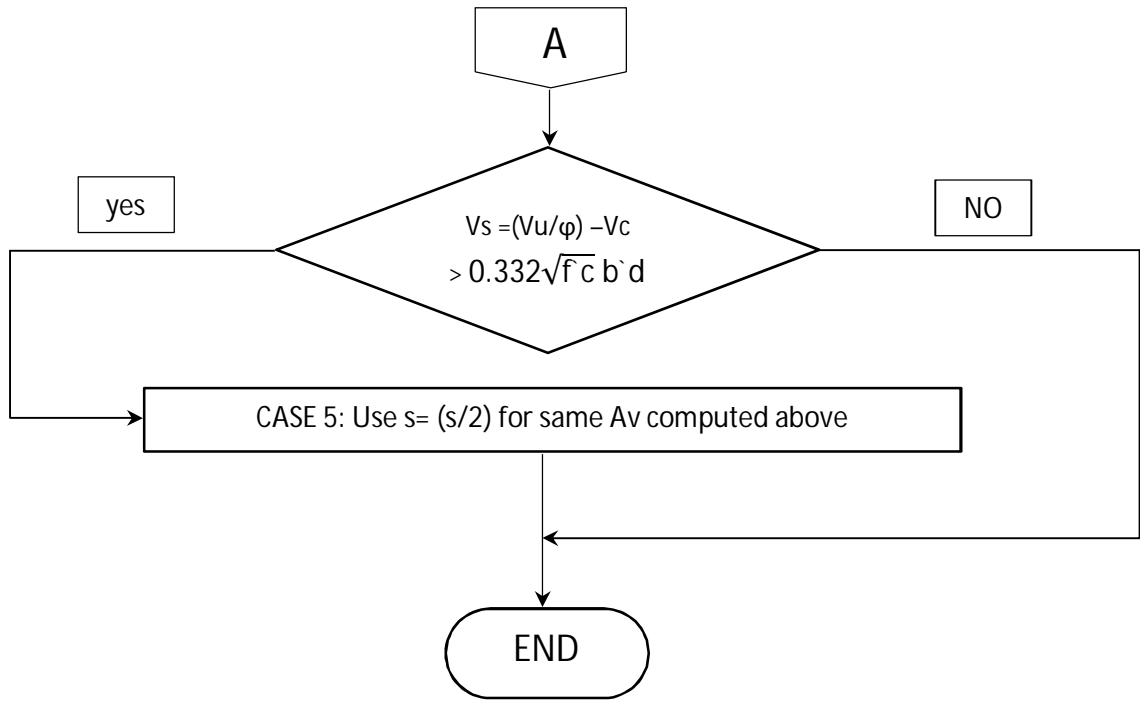 A
yes
NO
Vs =(Vu/φ) –Vc
> 0.332√f`c b`d
CASE 5: Use s= (s/2) for same Av computed above
END